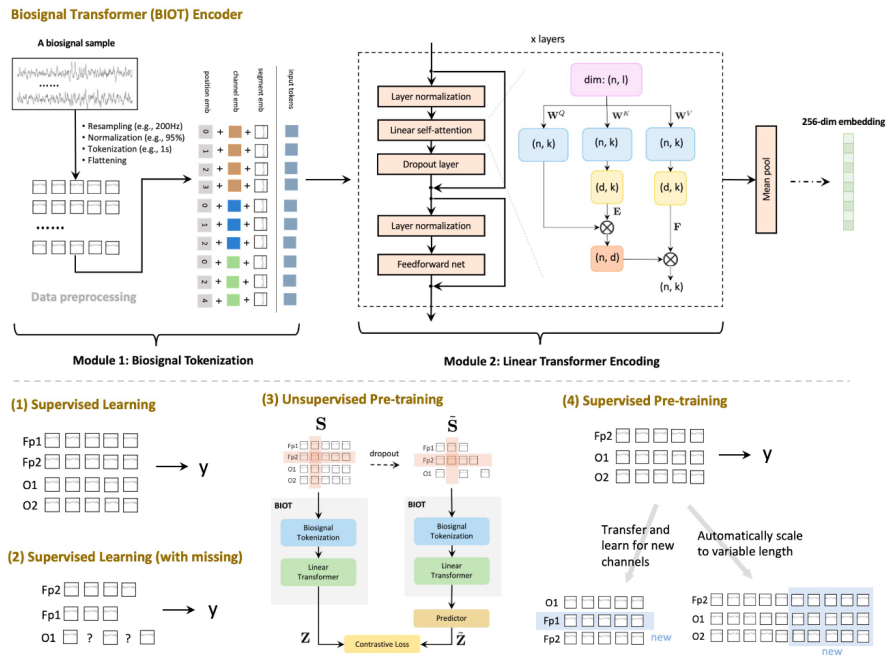 Biosignal Transformer (BIOT) Encoder
A biosignal sample
......
• Resampling (e.g., 200Hz)
• Normalization (e.g., 95%)
• Tokenization (e.g., 1s)
• Flattening
......
Data preprocessing
position emb
channel emb
segment emb
input tokens
0 + +
1 + +
2 + +
3 + +
0 + +
1 + +
2 + +
0 + +
2 + +
4 + +
Module 1: Biosignal Tokenization
x layers
Layer normalization
Linear self-attention
Dropout layer
Layer normalization
Feedforward net
dim: (n, l)
W^Q
W^K
W^V
(n, k)
(n, k)
(n, k)
(d, k)
(d, k)
E
F
(n, d)
(n, k)
Module 2: Linear Transformer Encoding
Mean pool
256-dim embedding
(1) Supervised Learning
Fp1
Fp2
O1
O2
y
(2) Supervised Learning (with missing)
Fp2
Fp1
O1 ? ?
y
(3) Unsupervised Pre-training
S
Fp1
Fp2
O1
O2
dropout
S̃
Fp1
Fp2
O1
BIOT
Biosignal
Tokenization
Linear
Transformer
BIOT
Biosignal
Tokenization
Linear
Transformer
Predictor
Z
Contrastive Loss
Z̃
(4) Supervised Pre-training
Fp2
O1
O2
y
Transfer and
learn for new
channels
Automatically scale
to variable length
O1
Fp1
Fp2
new
Fp2
O1
O2
new